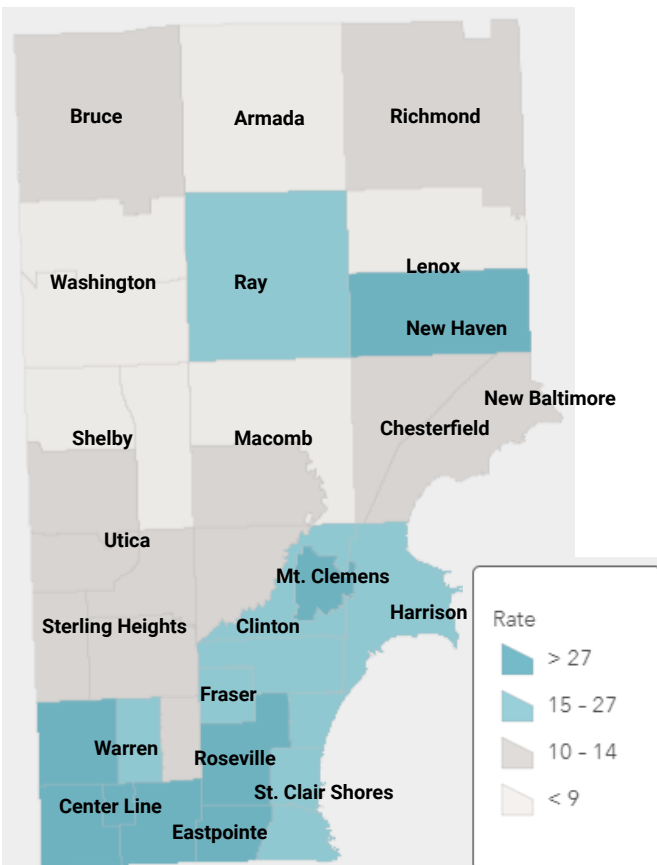 Bruce
Armada
Richmond
Washington
Ray
Lenox
New Haven
New Baltimore
Shelby
Macomb
Chesterfield
Utica
Mt. Clemens
Sterling Heights
Clinton
Harrison
Fraser
Warren
Roseville
St. Clair Shores
Center Line
Eastpointe
Rate
> 27
15 - 27
10 - 14
< 9